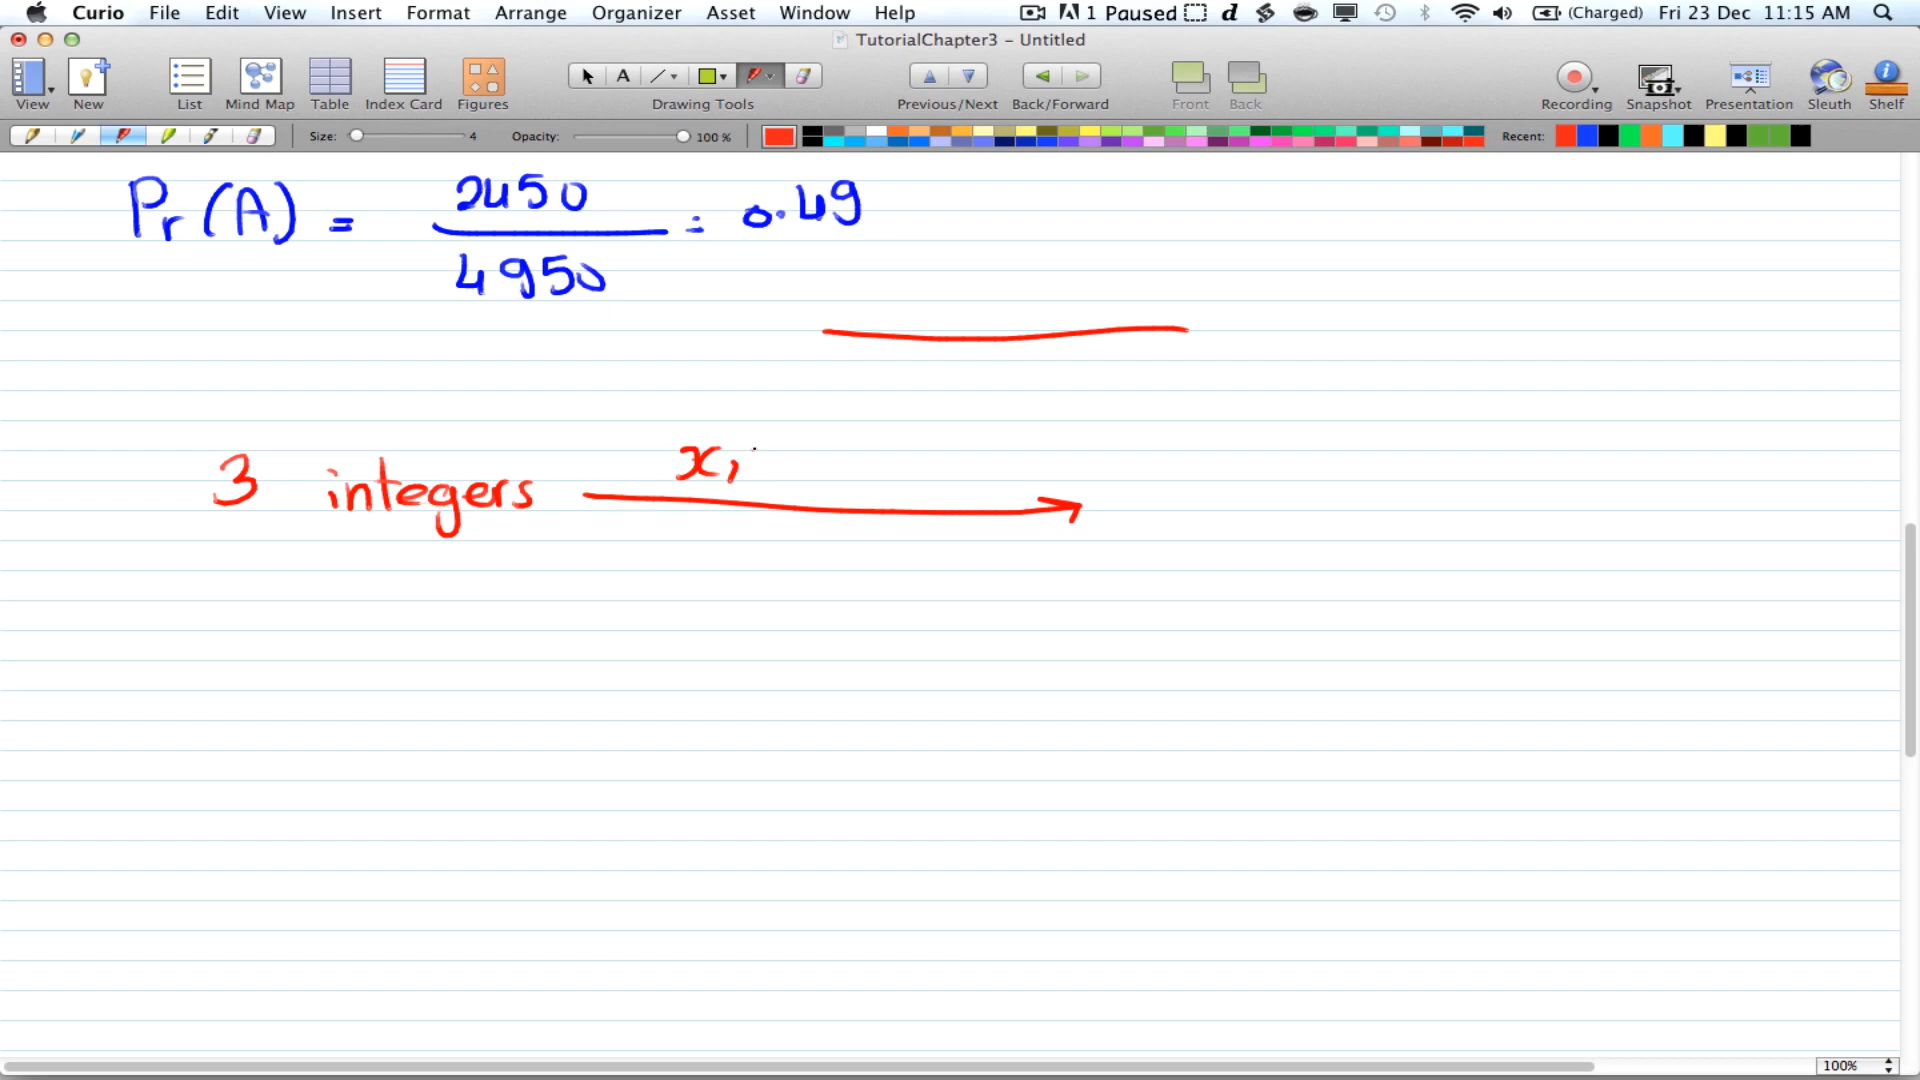 Curio File Edit View Insert Format Arrange Organizer Asset Window Help 1 Paused d (Charged) Fri 23 Dec 11:15 AM
TutorialChapter3 – Untitled
View New List Mind Map Table Index Card Figures Drawing Tools Previous/Next Back/Forward Front Back Recording Snapshot Presentation Sleuth Shelf
Size: 4 Opacity: 100 % Recent:
Pr (A) = 2450 / 4950 = 0.49
x,
3 integers
100%